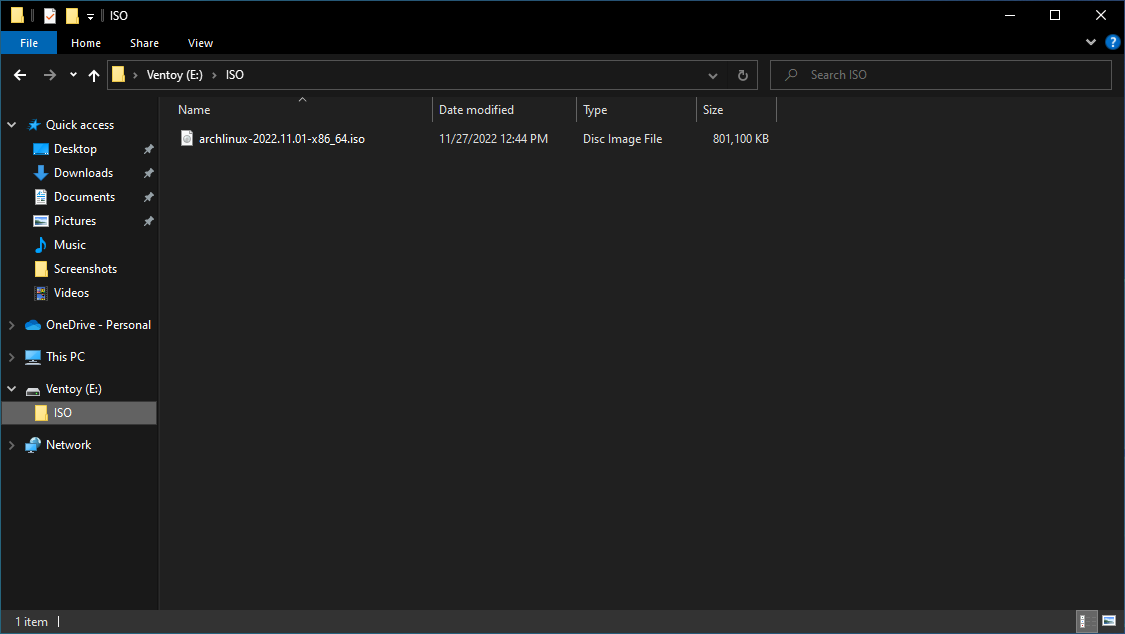 ISO
File Home Share View
Ventoy (E:) ISO Search ISO
Name Date modified Type Size
archlinux-2022.11.01-x86_64.iso 11/27/2022 12:44 PM Disc Image File 801,100 KB
Quick access
Desktop
Downloads
Documents
Pictures
Music
Screenshots
Videos
OneDrive - Personal
This PC
Ventoy (E:)
ISO
Network
1 item